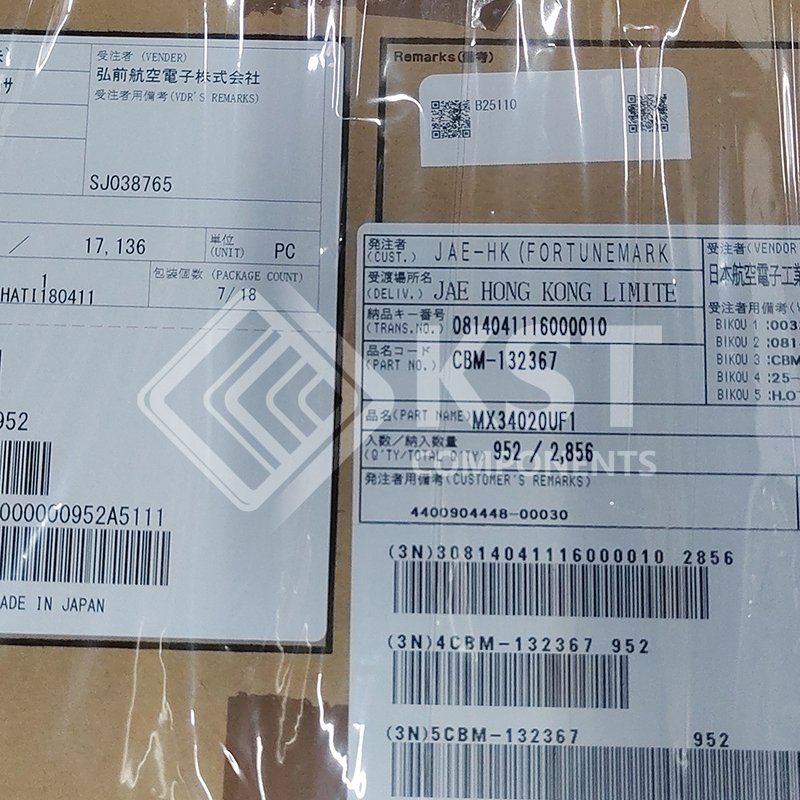 受注者 (VENDER)
弘前航空電子株式会社
受注者用備考(VDR'S REMARKS)
SJ038765
/ 17,136
単位
(UNIT) PC
1
HATI180411
包装個数 (PACKAGE COUNT)
7/18
952
000000952A5111
ADE IN JAPAN
Remarks(備考)
B25110
発注者
(CUST.) JAE-HK(FORTUNEMARK
受渡場所名
(DELIV.) JAE HONG KONG LIMITE
納品キー番号
(TRANS.NO.) 0814041116000010
品名コード
(PART NO.) CBM-132367
品名(PART NAME) MX34020UF1
入数/納入数量
(Q'TY/TOTAL Q'TY) 952 / 2,856
発注者用備考(CUSTOMER'S REMARKS)
4400904448-00030
受注者(VENDOR
日本航空電子工業
受注者用備考(V
BIKOU 1 :003
BIKOU 2 :081
BIKOU 3 :CBM
BIKOU 4 :25-
BIKOU 5 :H.O
(3N)30814041116000010 2856
(3N)4CBM-132367 952
(3N)5CBM-132367 952
KST
COMPONENTS